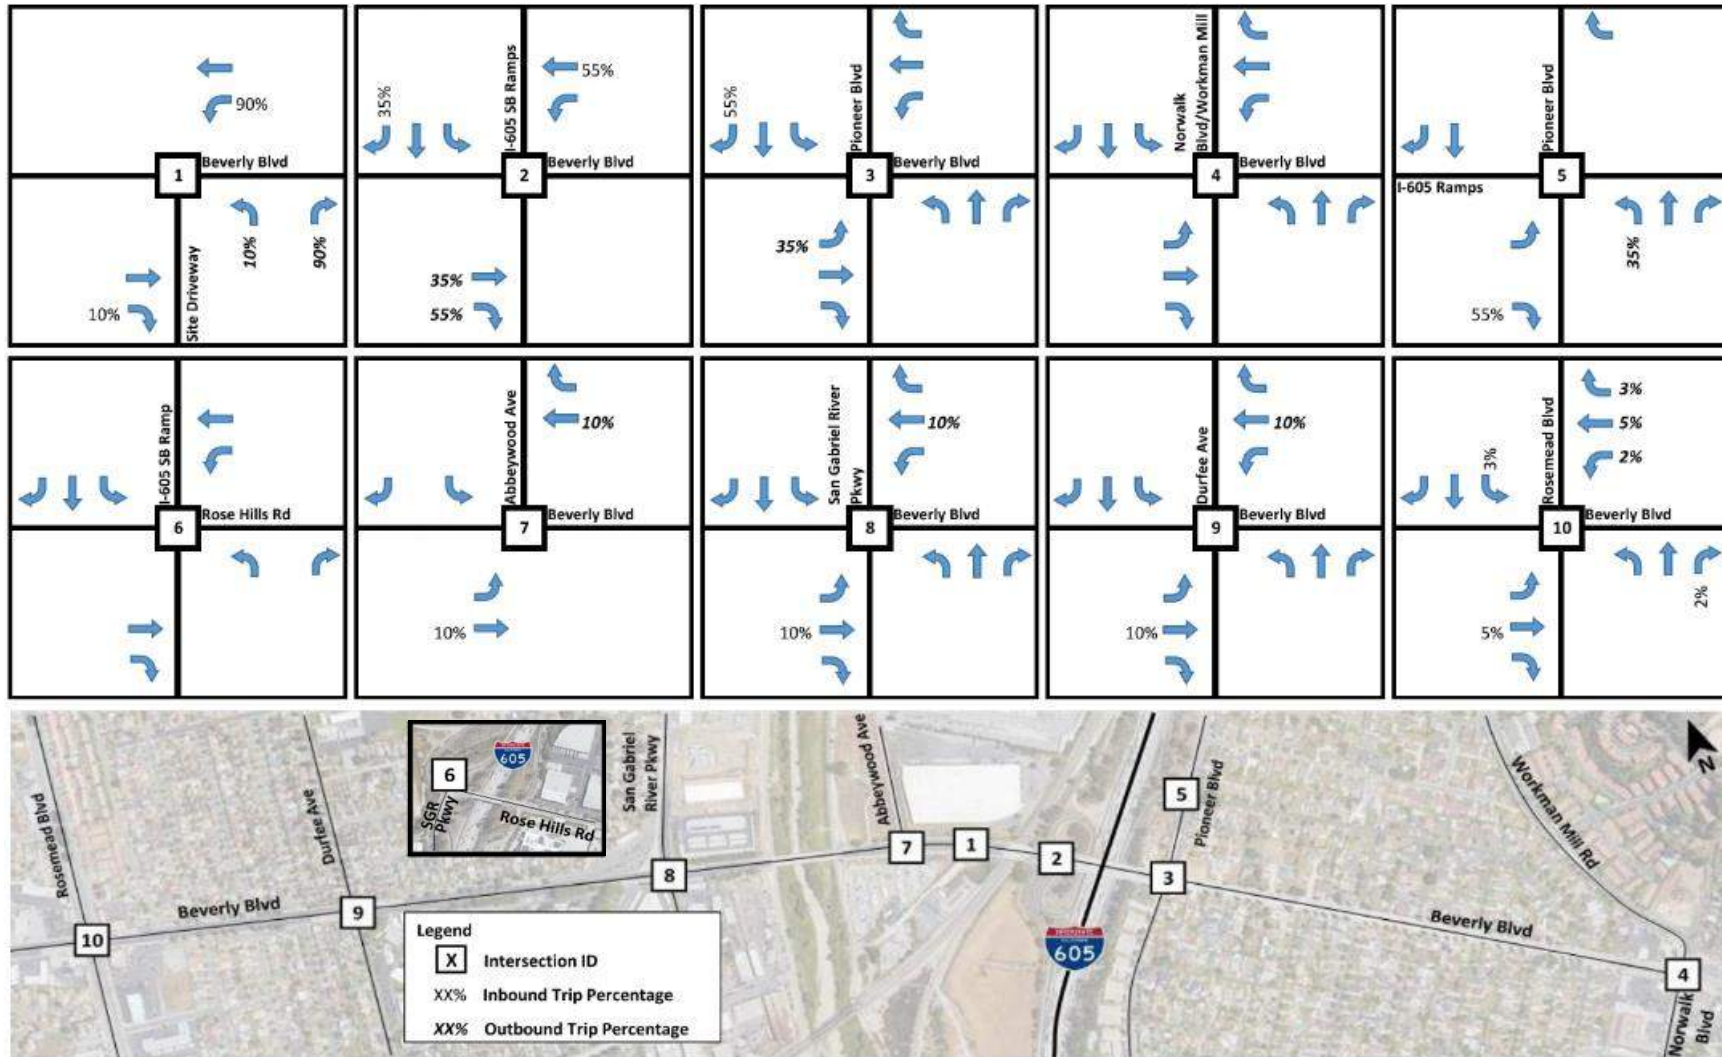 90%
Beverly Blvd
1
Site Driveway
10%
90%
10%
35%
I-605 SB Ramps
55%
Beverly Blvd
2
35%
55%
55%
Pioneer Blvd
Beverly Blvd
3
35%
Norwalk
Blvd/Workman Mill
Beverly Blvd
4
Pioneer Blvd
I-605 Ramps
5
35%
55%
I-605 SB Ramp
Rose Hills Rd
6
Abbeywood Ave
10%
Beverly Blvd
7
10%
San Gabriel River
Pkwy
10%
Beverly Blvd
8
10%
Durfee Ave
10%
Beverly Blvd
9
10%
3%
Rosemead Blvd
3%
5%
2%
Beverly Blvd
10
5%
2%
Rosemead Blvd
Durfee Ave
6
INTERSTATE
605
SGR
Pkwy
Rose Hills Rd
San Gabriel
River Pkwy
Abbeywood Ave
5
Pioneer Blvd
Workman Mill Rd
N
7
1
2
3
8
9
10
Beverly Blvd
Beverly Blvd
INTERSTATE
605
4
Norwalk
Blvd
Legend
X Intersection ID
XX% Inbound Trip Percentage
XX% Outbound Trip Percentage